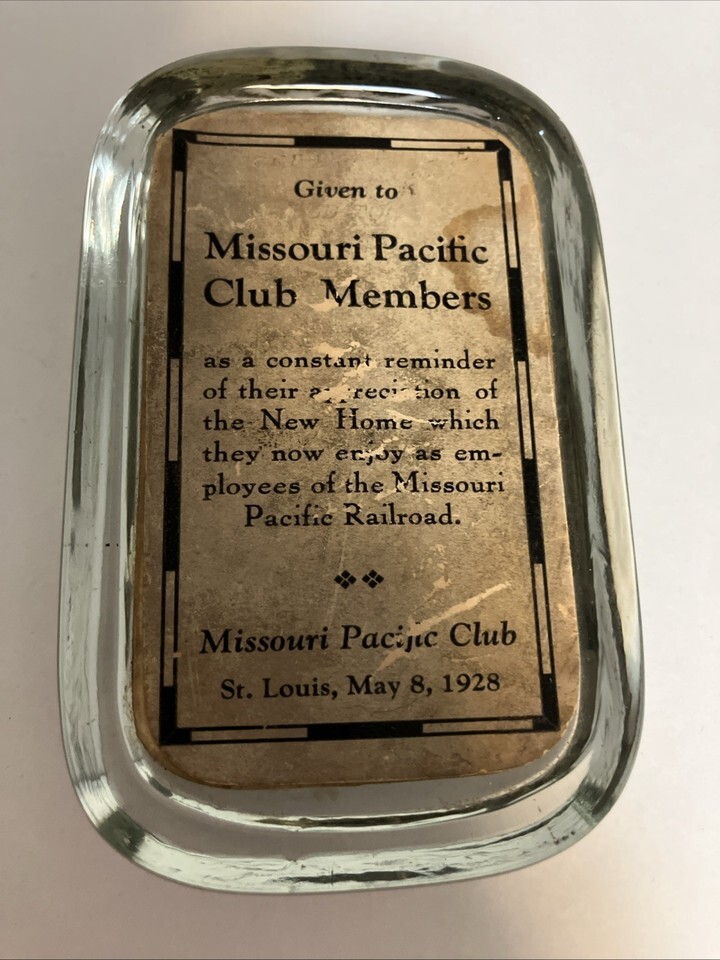 Given to
Missouri Pacific
Club Members
as a constant reminder
of their appreciation of
the New Home which
they now enjoy as em-
ployees of the Missouri
Pacific Railroad.
Missouri Pacific Club
St. Louis, May 8, 1928